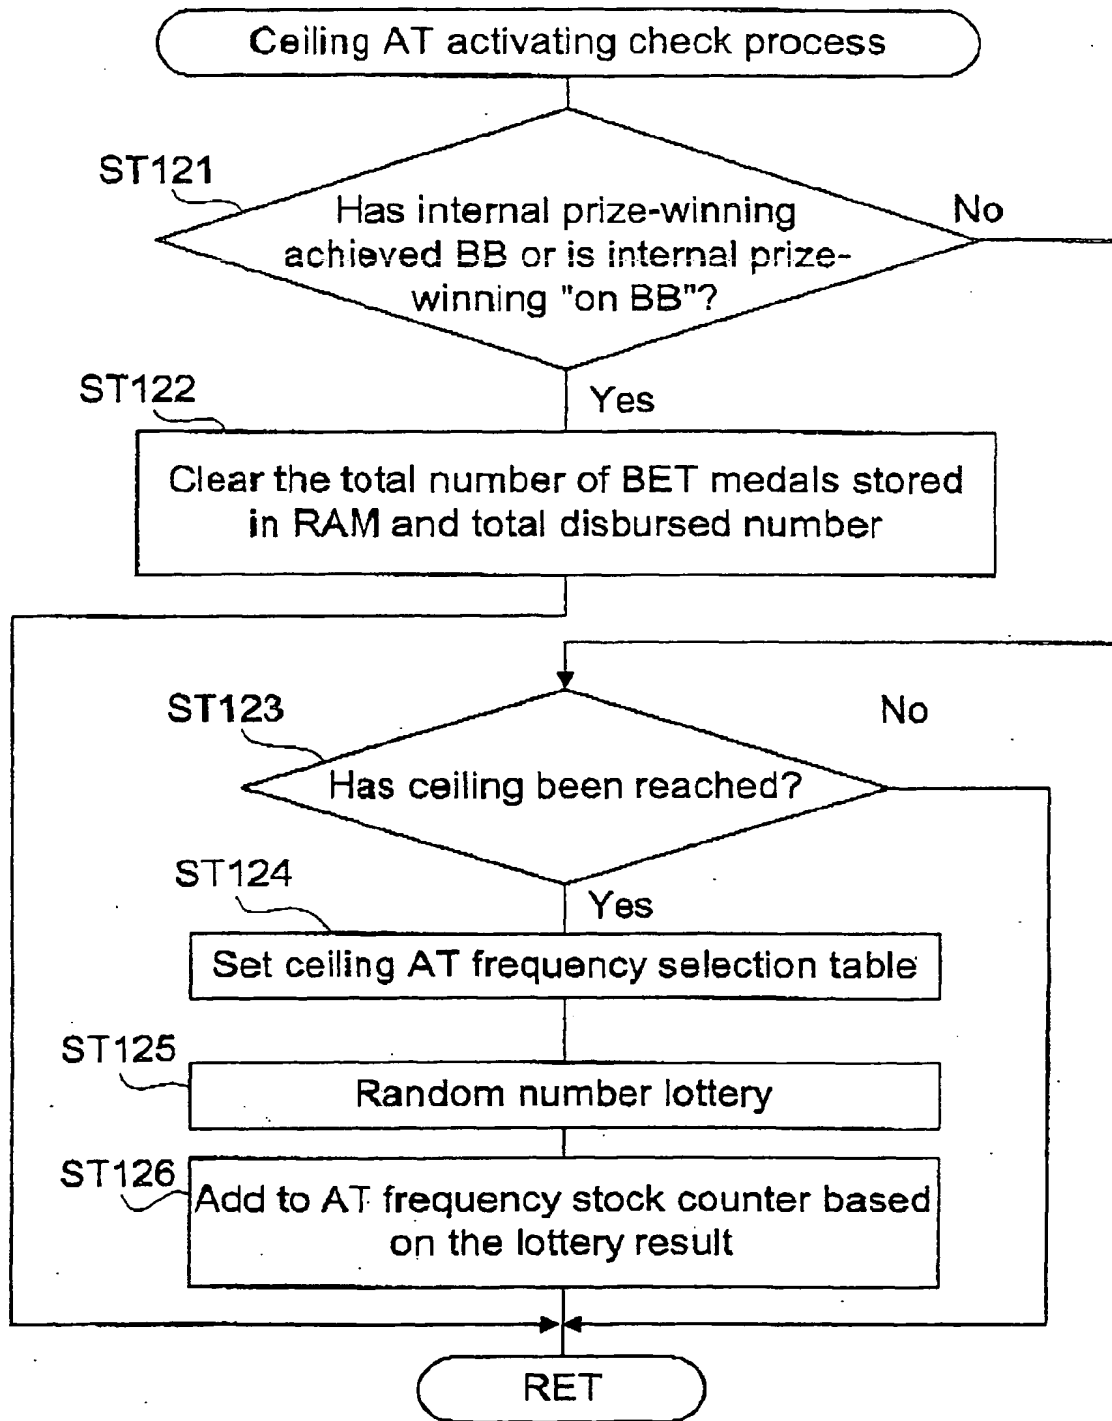 Ceiling AT activating check process
ST121
Has internal prize-winning
achieved BB or is internal prize-
winning "on BB"?
No
Yes
ST122
Clear the total number of BET medals stored
in RAM and total disbursed number
ST123
No
Has ceiling been reached?
ST124
Yes
Set ceiling AT frequency selection table
ST125
Random number lottery
ST126
Add to AT frequency stock counter based
on the lottery result
RET